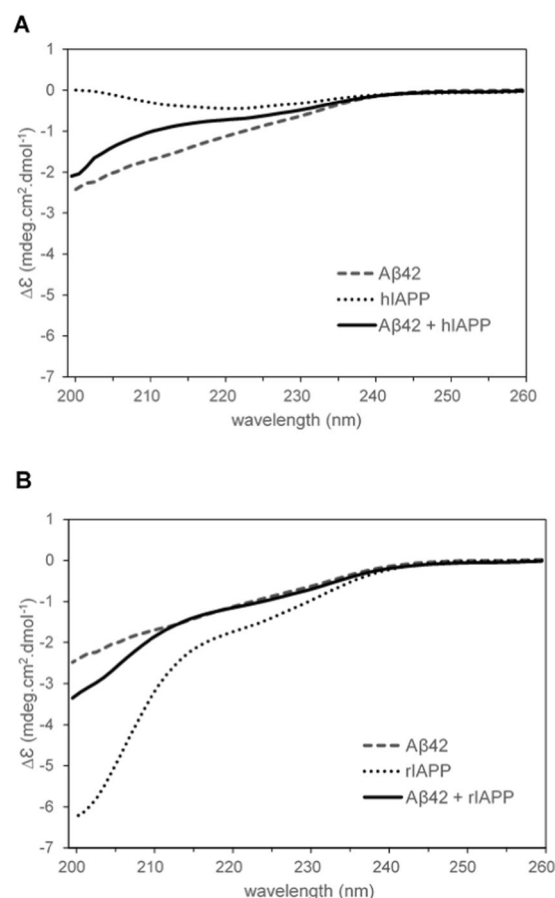 A
1
0
-1
-2
-3
-4
-5
-6
-7
ΔƐ (mdeg.cm².dmol⁻¹)
Aβ42
hIAPP
Aβ42 + hIAPP
200 210 220 230 240 250 260
wavelength (nm)
B
1
0
-1
-2
-3
-4
-5
-6
-7
ΔƐ (mdeg.cm².dmol⁻¹)
Aβ42
rIAPP
Aβ42 + rIAPP
200 210 220 230 240 250 260
wavelength (nm)